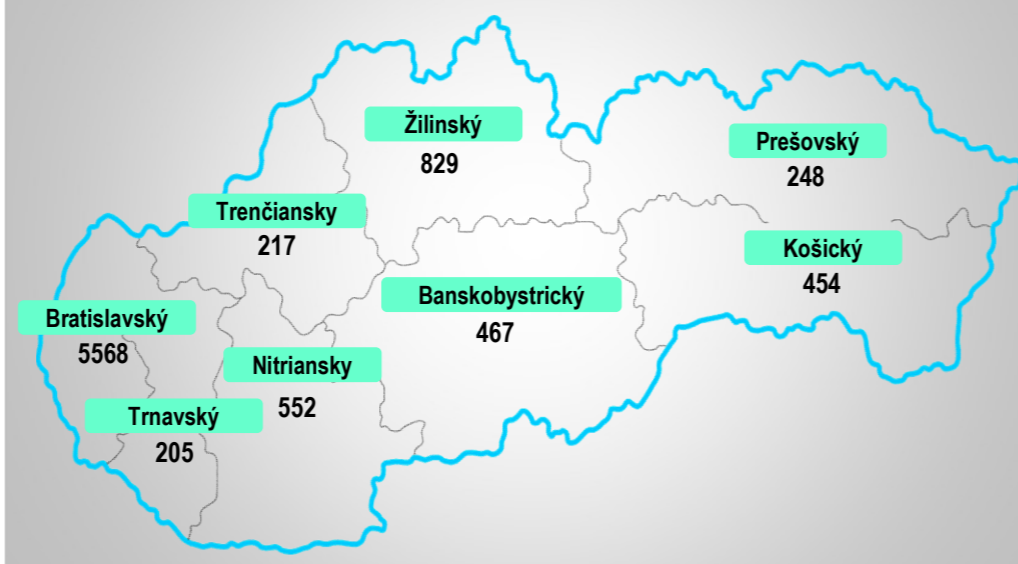 Žilinský
829
Prešovský
248
Trenčiansky
217
Košický
454
Banskobystrický
467
Bratislavský
5568
Nitriansky
552
Trnavský
205